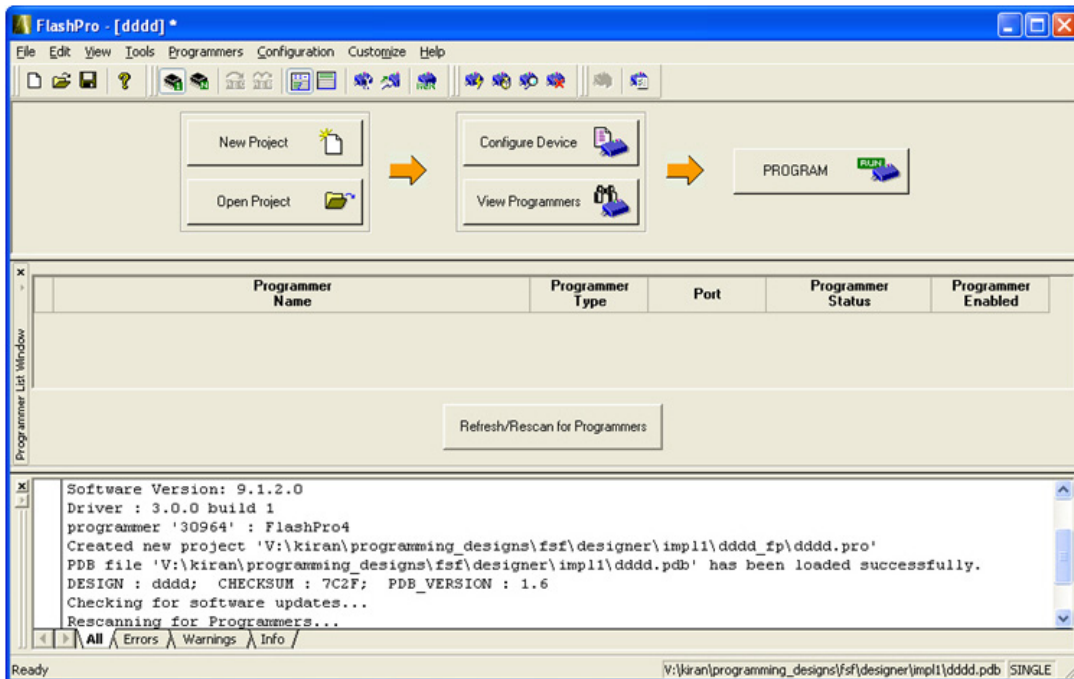 FlashPro - [dddd] *
File Edit View Tools Programmers Configuration Customize Help
New Project
Configure Device
PROGRAM
RUN
Open Project
View Programmers
Programmer List Window
Programmer Name
Programmer Type
Port
Programmer Status
Programmer Enabled
Refresh/Rescan for Programmers
Software Version: 9.1.2.0
Driver : 3.0.0 build 1
programmer '30964' : FlashPro4
Created new project 'V:\kiran\programming_designs\fsf\designer\impl1\dddd_fp\dddd.pro'
PDB file 'V:\kiran\programming_designs\fsf\designer\impl1\dddd.pdb' has been loaded successfully.
DESIGN : dddd; CHECKSUM : 7C2F; PDB_VERSION : 1.6
Checking for software updates...
Rescanning for Programmers...
All Errors Warnings Info
Ready
V:\kiran\programming_designs\fsf\designer\impl1\dddd.pdb SINGLE